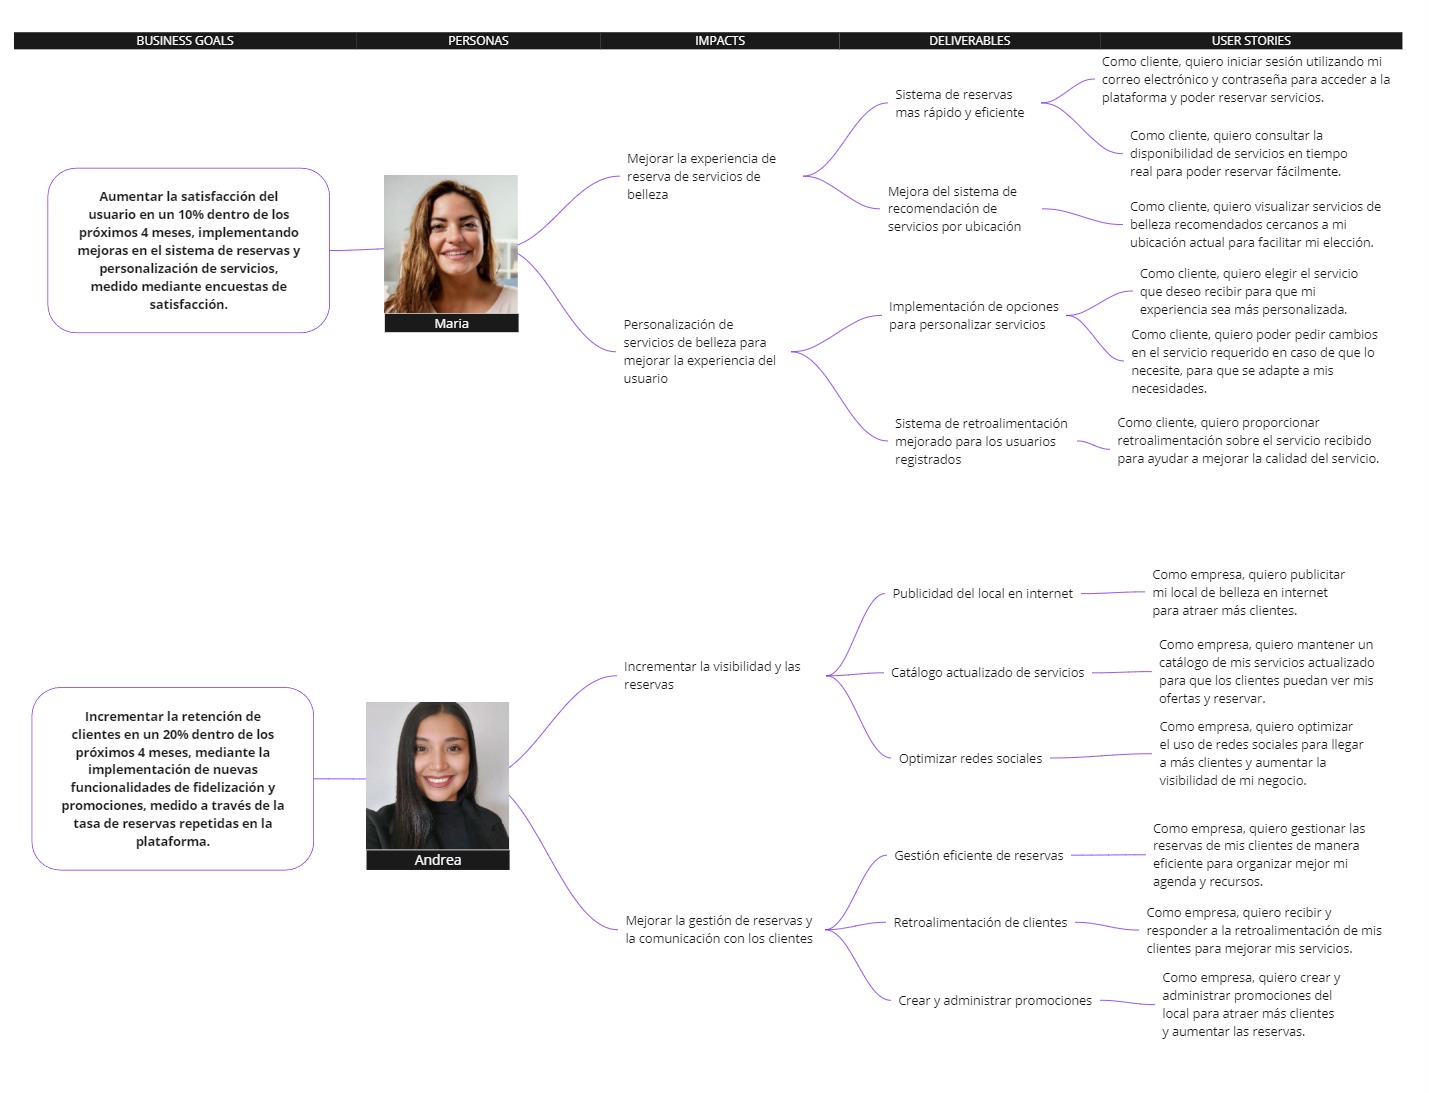 BUSINESS GOALS
PERSONAS
IMPACTS
DELIVERABLES
USER STORIES
Aumentar la satisfacción del
usuario en un 10% dentro de los
próximos 4 meses, implementando
mejoras en el sistema de reservas y
personalización de servicios,
medido mediante encuestas de
satisfacción.
Maria
Mejorar la experiencia de
reserva de servicios de
belleza
Sistema de reservas
mas rápido y eficiente
Como cliente, quiero iniciar sesión utilizando mi
correo electrónico y contraseña para acceder a la
plataforma y poder reservar servicios.
Como cliente, quiero consultar la
disponibilidad de servicios en tiempo
real para poder reservar fácilmente.
Mejora del sistema de
recomendación de
servicios por ubicación
Como cliente, quiero visualizar servicios de
belleza recomendados cercanos a mi
ubicación actual para facilitar mi elección.
Personalización de
servicios de belleza para
mejorar la experiencia del
usuario
Implementación de opciones
para personalizar servicios
Como cliente, quiero elegir el servicio
que deseo recibir para que mi
experiencia sea más personalizada.
Como cliente, quiero poder pedir cambios
en el servicio requerido en caso de que lo
necesite, para que se adapte a mis
necesidades.
Sistema de retroalimentación
mejorado para los usuarios
registrados
Como cliente, quiero proporcionar
retroalimentación sobre el servicio recibido
para ayudar a mejorar la calidad del servicio.
Incrementar la retención de
clientes en un 20% dentro de los
próximos 4 meses, mediante la
implementación de nuevas
funcionalidades de fidelización y
promociones, medido a través de la
tasa de reservas repetidas en la
plataforma.
Andrea
Incrementar la visibilidad y las
reservas
Publicidad del local en internet
Como empresa, quiero publicitar
mi local de belleza en internet
para atraer más clientes.
Catálogo actualizado de servicios
Como empresa, quiero mantener un
catálogo de mis servicios actualizado
para que los clientes puedan ver mis
ofertas y reservar.
Optimizar redes sociales
Como empresa, quiero optimizar
el uso de redes sociales para llegar
a más clientes y aumentar la
visibilidad de mi negocio.
Mejorar la gestión de reservas y
la comunicación con los clientes
Gestión eficiente de reservas
Como empresa, quiero gestionar las
reservas de mis clientes de manera
eficiente para organizar mejor mi
agenda y recursos.
Retroalimentación de clientes
Como empresa, quiero recibir y
responder a la retroalimentación de mis
clientes para mejorar mis servicios.
Crear y administrar promociones
Como empresa, quiero crear y
administrar promociones del
local para atraer más clientes
y aumentar las reservas.